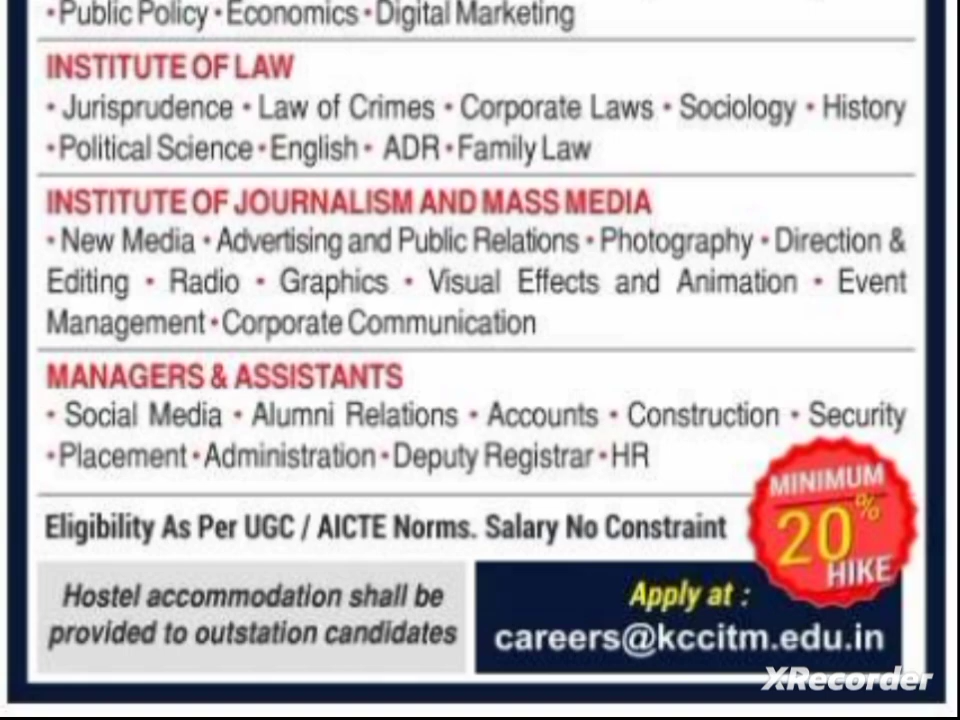 • Public Policy • Economics • Digital Marketing
INSTITUTE OF LAW
• Jurisprudence • Law of Crimes • Corporate Laws • Sociology • History
• Political Science • English • ADR • Family Law
INSTITUTE OF JOURNALISM AND MASS MEDIA
• New Media • Advertising and Public Relations • Photography • Direction &
Editing • Radio • Graphics • Visual Effects and Animation • Event
Management • Corporate Communication
MANAGERS & ASSISTANTS
• Social Media • Alumni Relations • Accounts • Construction • Security
• Placement • Administration • Deputy Registrar • HR
Eligibility As Per UGC / AICTE Norms. Salary No Constraint
MINIMUM
20%
HIKE
Hostel accommodation shall be
provided to outstation candidates
Apply at :
careers@kccitm.edu.in
XRecorder